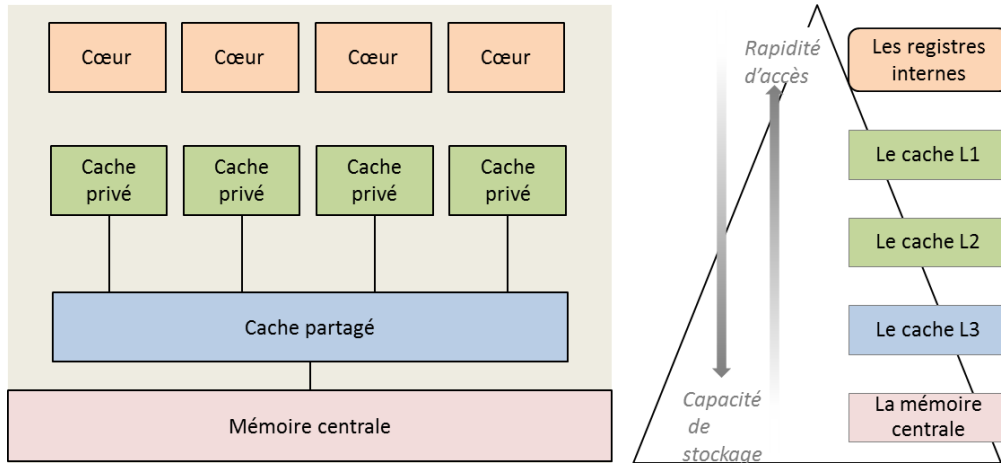 Cœur
Cœur
Cœur
Cœur
Cache
privé
Cache
privé
Cache
privé
Cache
privé
Cache partagé
Mémoire centrale
Rapidité
d'accès
Capacité
de
stockage
Les registres
internes
Le cache L1
Le cache L2
Le cache L3
La mémoire
centrale